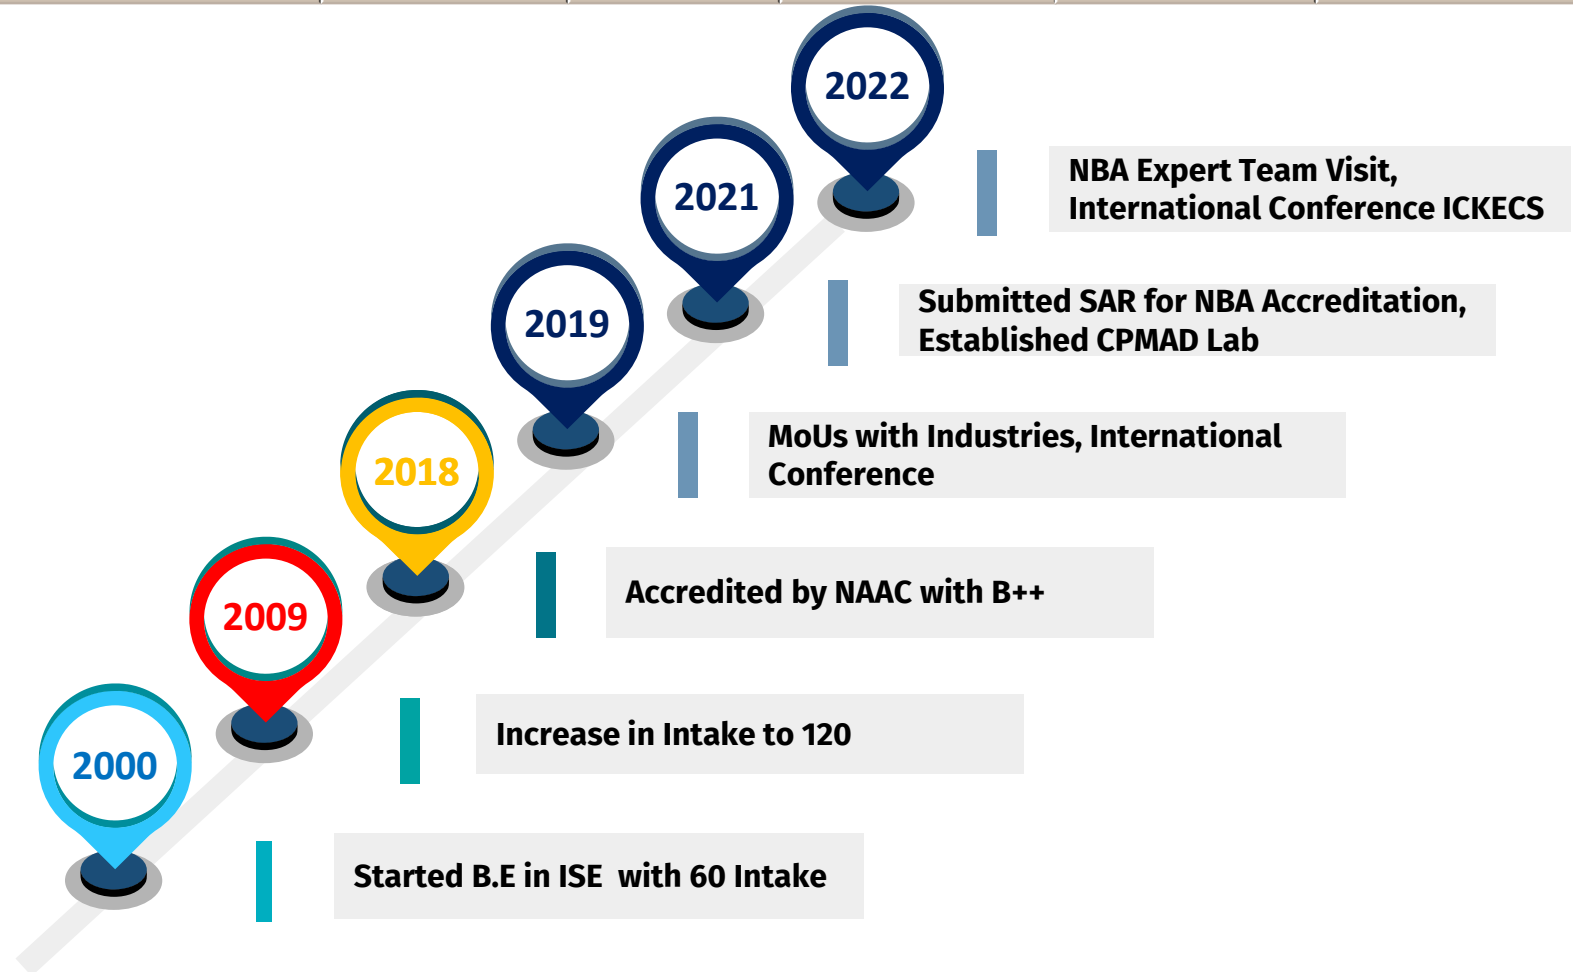 2022
NBA Expert Team Visit,
International Conference ICKECS
2021
Submitted SAR for NBA Accreditation,
Established CPMAD Lab
2019
MoUs with Industries, International
Conference
2018
Accredited by NAAC with B++
2009
Increase in Intake to 120
2000
Started B.E in ISE  with 60 Intake